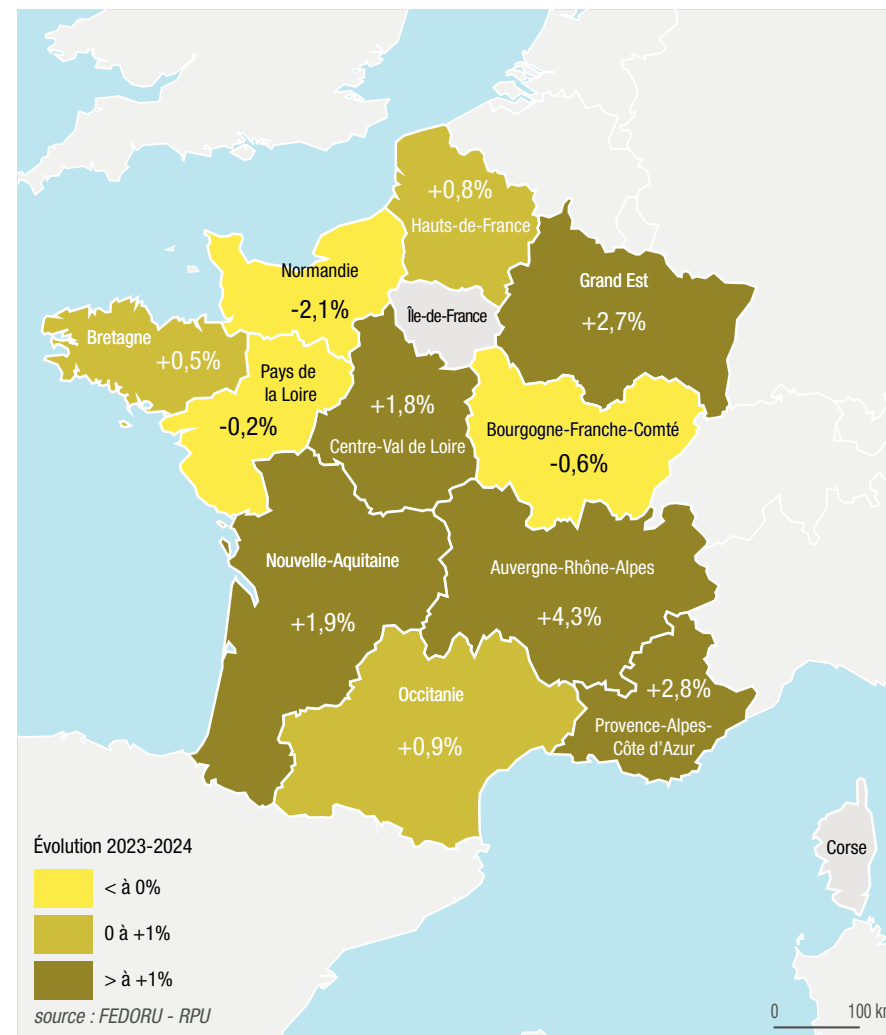 +0,8%
Hauts-de-France
Normandie
-2,1%
Île-de-France
Grand Est
+2,7%
Bretagne
+0,5%
Pays de
la Loire
-0,2%
+1,8%
Centre-Val de Loire
Bourgogne-Franche-Comté
-0,6%
Nouvelle-Aquitaine
+1,9%
Auvergne-Rhône-Alpes
+4,3%
Occitanie
+0,9%
+2,8%
Provence-Alpes-
Côte d'Azur
Corse
Évolution 2023-2024
< à 0%
0 à +1%
> à +1%
source : FEDORU - RPU
0 100 km